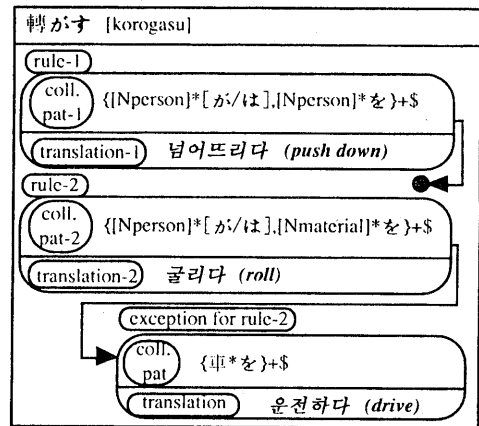 轉がす [korogasu]
rule-1
coll. pat-1 {[Nperson]*[が/は],[Nperson]*を}+$
translation-1 넘어뜨리다 (push down)
rule-2
coll. pat-2 {[Nperson]*[が/は],[Nmaterial]*を}+$
translation-2 굴리다 (roll)
exception for rule-2
coll. pat {車*を}+$
translation 운전하다 (drive)